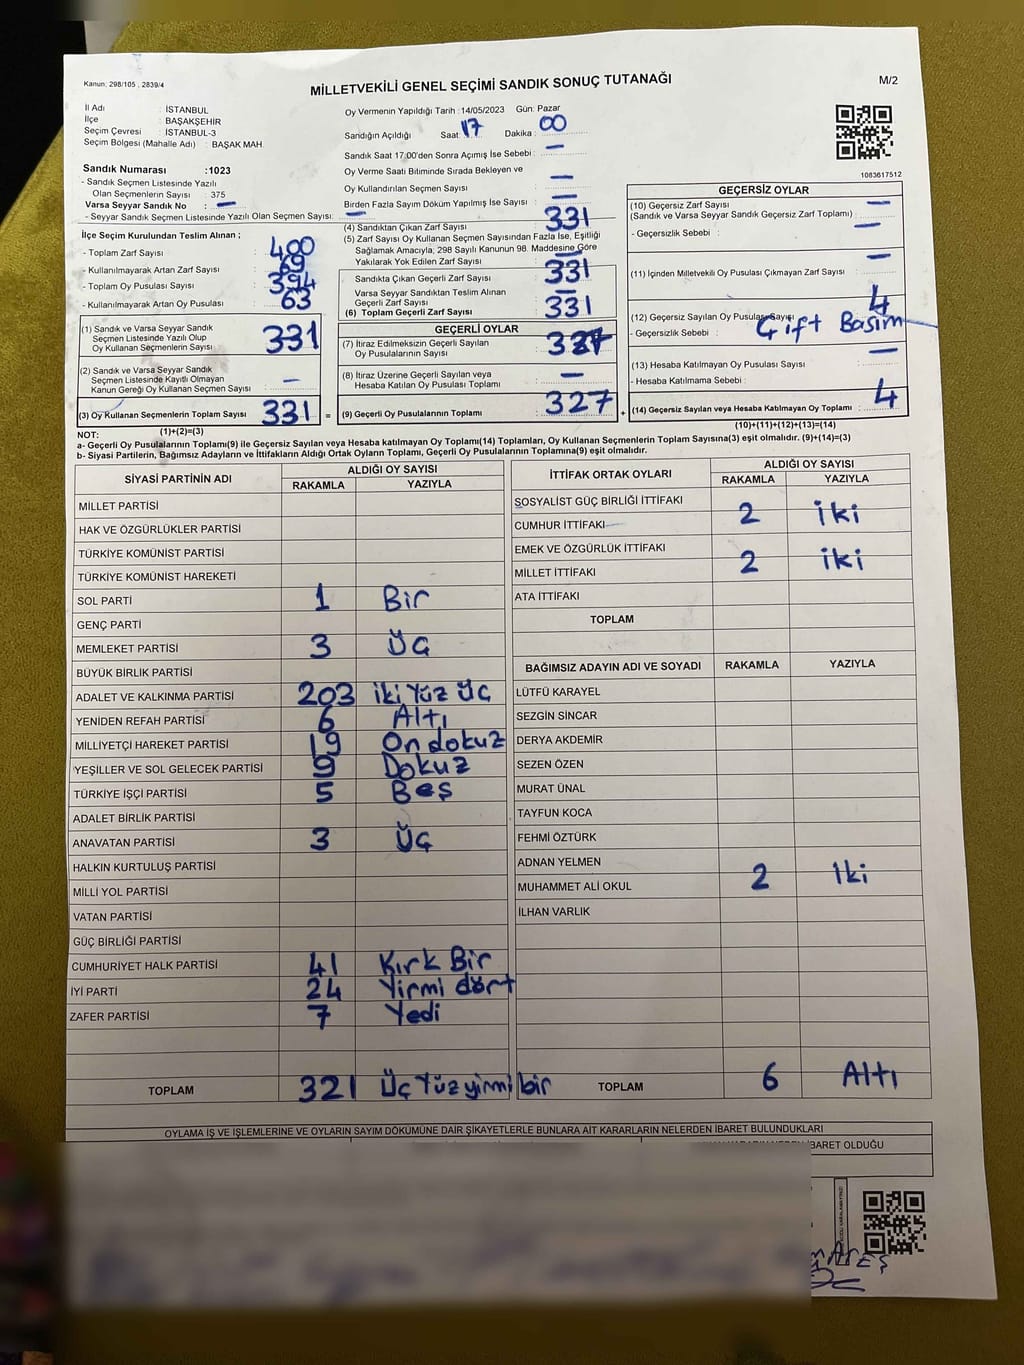 Kanun: 298/105 , 2839/4
MİLLETVEKİLİ GENEL SEÇİMİ SANDIK SONUÇ TUTANAĞI
M/2
İl Adı : İSTANBUL
İlçe : BAŞAKŞEHİR
Seçim Çevresi : İSTANBUL-3
Seçim Bölgesi (Mahalle Adı) : BAŞAK MAH.
Sandık Numarası :1023
- Sandık Seçmen Listesinde Yazılı
Olan Seçmenlerin Sayısı : 375
Varsa Seyyar Sandık No : —
- Seyyar Sandık Seçmen Listesinde Yazılı Olan Seçmen Sayısı: —
Oy Vermenin Yapıldığı Tarih :14/05/2023 Gün: Pazar
Sandığın Açıldığı Saat: 17 Dakika : 00
Sandık Saat 17:00'den Sonra Açımış İse Sebebi : —
Oy Verme Saati Bitiminde Sırada Bekleyen ve
Oy Kullandırılan Seçmen Sayısı : —
Birden Fazla Sayım Döküm Yapılmış İse Sayısı : —
1083617512
İlçe Seçim Kurulundan Teslim Alınan ;
- Toplam Zarf Sayısı : 400
- Kullanılmayarak Artan Zarf Sayısı : 69
- Toplam Oy Pusulası Sayısı : 394
- Kullanılmayarak Artan Oy Pusulası : 63
(1) Sandık ve Varsa Seyyar Sandık
Seçmen Listesinde Yazılı Olup
Oy Kullanan Seçmenlerin Sayısı : 331
(2) Sandık ve Varsa Seyyar Sandık
Seçmen Listesinde Kayıtlı Olmayan
Kanun Gereği Oy Kullanan Seçmen Sayısı : —
(3) Oy Kullanan Seçmenlerin Toplam Sayısı : 331 =
(1)+(2)=(3)
(4) Sandıktan Çıkan Zarf Sayısı : 331
(5) Zarf Sayısı Oy Kullanan Seçmen Sayısından Fazla İse, Eşitliği
Sağlamak Amacıyla, 298 Sayılı Kanunun 98. Maddesine Göre
Yakılarak Yok Edilen Zarf Sayısı : —
Sandıkta Çıkan Geçerli Zarf Sayısı : 331
Varsa Seyyar Sandıktan Teslim Alınan
Geçerli Zarf Sayısı : —
(6) Toplam Geçerli Zarf Sayısı : 331
GEÇERLİ OYLAR
(7) İtiraz Edilmeksizin Geçerli Sayılan
Oy Pusulalarının Sayısı : 327
(8) İtiraz Üzerine Geçerli Sayılan veya
Hesaba Katılan Oy Pusulası Toplamı : —
(9) Geçerli Oy Pusulalarının Toplamı : 327 +
GEÇERSİZ OYLAR
(10) Geçersiz Zarf Sayısı : —
(Sandık ve Varsa Seyyar Sandık Geçersiz Zarf Toplamı)
- Geçersizlik Sebebi : —
(11) İçinden Milletvekili Oy Pusulası Çıkmayan Zarf Sayısı : —
(12) Geçersiz Sayılan Oy Pusulası Sayısı : 4
- Geçersizlik Sebebi : Çift Basım
(13) Hesaba Katılmayan Oy Pusulası Sayısı : —
- Hesaba Katılmama Sebebi :
(14) Geçersiz Sayılan veya Hesaba Katılmayan Oy Toplamı : 4
(10)+(11)+(12)+(13)=(14)
NOT:
a- Geçerli Oy Pusulalarının Toplamı(9) ile Geçersiz Sayılan veya Hesaba katılmayan Oy Toplamı(14) Toplamları, Oy Kullanan Seçmenlerin Toplam Sayısına(3) eşit olmalıdır. (9)+(14)=(3)
b- Siyasi Partilerin, Bağımsız Adayların ve İttifakların Aldığı Ortak Oyların Toplamı, Geçerli Oy Pusulalarının Toplamına(9) eşit olmalıdır.
SİYASİ PARTİNİN ADI ALDIĞI OY SAYISI
RAKAMLA YAZIYLA
MİLLET PARTİSİ
HAK VE ÖZGÜRLÜKLER PARTİSİ
TÜRKİYE KOMÜNİST PARTİSİ
TÜRKİYE KOMÜNİST HAREKETİ
SOL PARTİ 1 Bir
GENÇ PARTİ
MEMLEKET PARTİSİ 3 Üç
BÜYÜK BİRLİK PARTİSİ
ADALET VE KALKINMA PARTİSİ 203 iki Yüz Üç
YENİDEN REFAH PARTİSİ 6 Altı
MİLLİYETÇİ HAREKET PARTİSİ 19 On dokuz
YEŞİLLER VE SOL GELECEK PARTİSİ 9 Dokuz
TÜRKİYE İŞÇİ PARTİSİ 5 Beş
ADALET BİRLİK PARTİSİ
ANAVATAN PARTİSİ 3 Üç
HALKIN KURTULUŞ PARTİSİ
MİLLİ YOL PARTİSİ
VATAN PARTİSİ
GÜÇ BİRLİĞİ PARTİSİ
CUMHURİYET HALK PARTİSİ 41 Kırk Bir
İYİ PARTİ 24 Yirmi dört
ZAFER PARTİSİ 7 Yedi
TOPLAM 321 Üç Yüz yirmi bir
İTTİFAK ORTAK OYLARI ALDIĞI OY SAYISI
RAKAMLA YAZIYLA
SOSYALİST GÜÇ BİRLİĞİ İTTİFAKI
CUMHUR İTTİFAKI 2 iki
EMEK VE ÖZGÜRLÜK İTTİFAKI
MİLLET İTTİFAKI 2 iki
ATA İTTİFAKI
TOPLAM
BAĞIMSIZ ADAYIN ADI VE SOYADI RAKAMLA YAZIYLA
LÜTFÜ KARAYEL
SEZGİN SİNCAR
DERYA AKDEMİR
SEZEN ÖZEN
MURAT ÜNAL
TAYFUN KOCA
FEHMİ ÖZTÜRK
ADNAN YELMEN
MUHAMMET ALİ OKUL 2 Iki
İLHAN VARLIK
TOPLAM 6 Altı
OYLAMA İŞ VE İŞLEMLERİNE VE OYLARIN SAYIM DÖKÜMÜNE DAİR ŞİKAYETLERLE BUNLARA AİT KARARLARIN NELERDEN İBARET BULUNDUKLARI
İBARET OLDUĞU